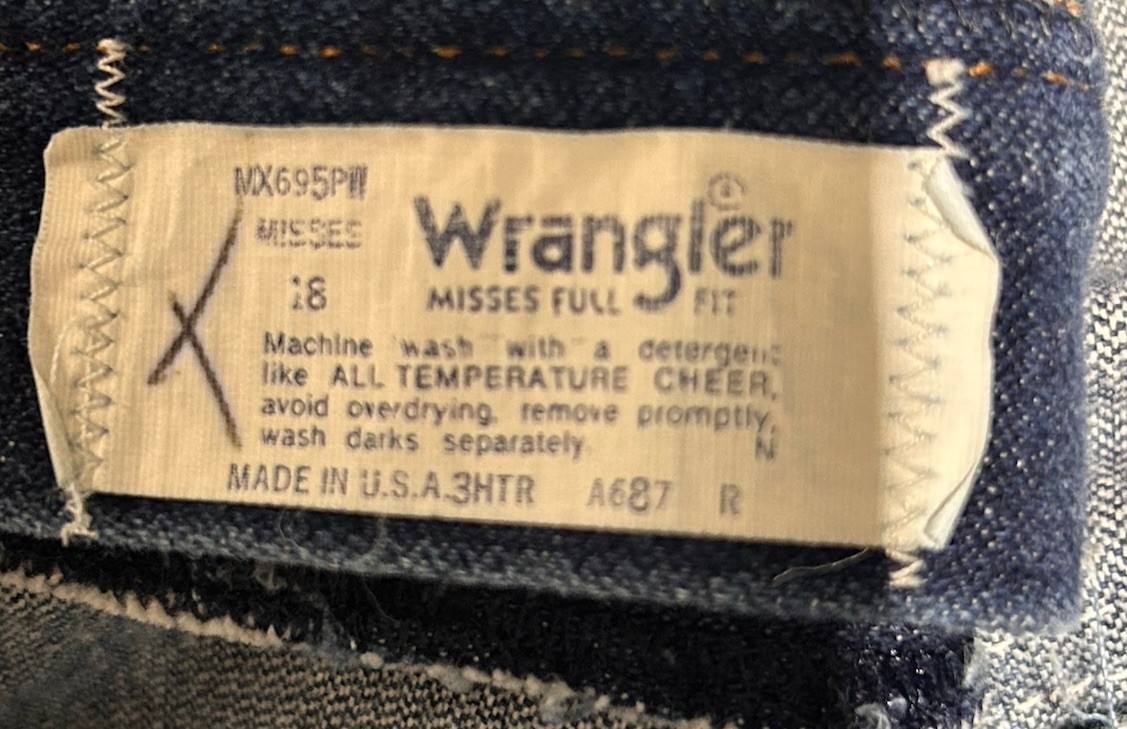 MX695PW
MISSES
18
Wrangler®
MISSES FULL FIT
Machine wash with a detergent
like ALL TEMPERATURE CHEER,
avoid overdrying, remove promptly,
wash darks separately.
N
MADE IN U.S.A. 3HTR A687 R